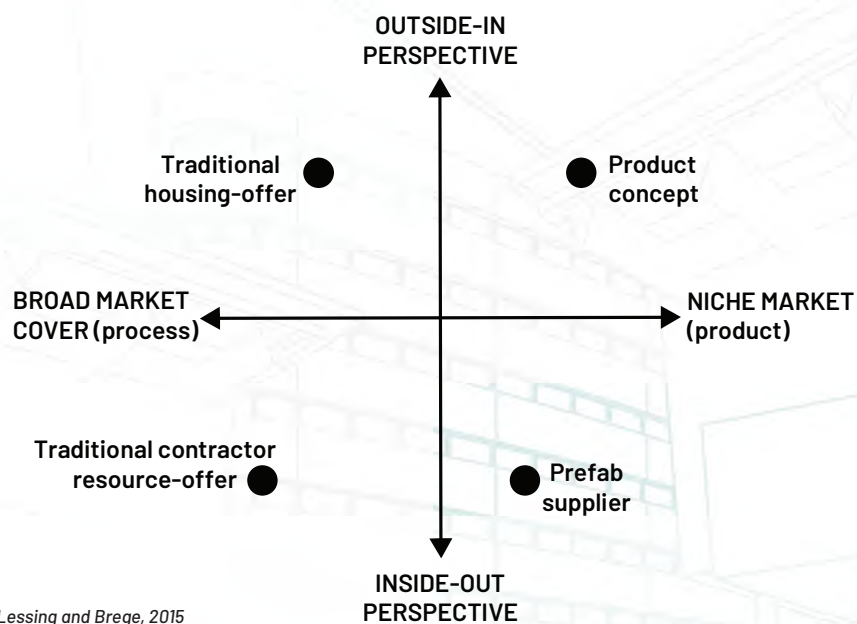 OUTSIDE-IN
PERSPECTIVE
Traditional
housing-offer
Product
concept
BROAD MARKET
COVER (process)
NICHE MARKET
(product)
Traditional contractor
resource-offer
Prefab
supplier
INSIDE-OUT
PERSPECTIVE
Lessing and Brege, 2015